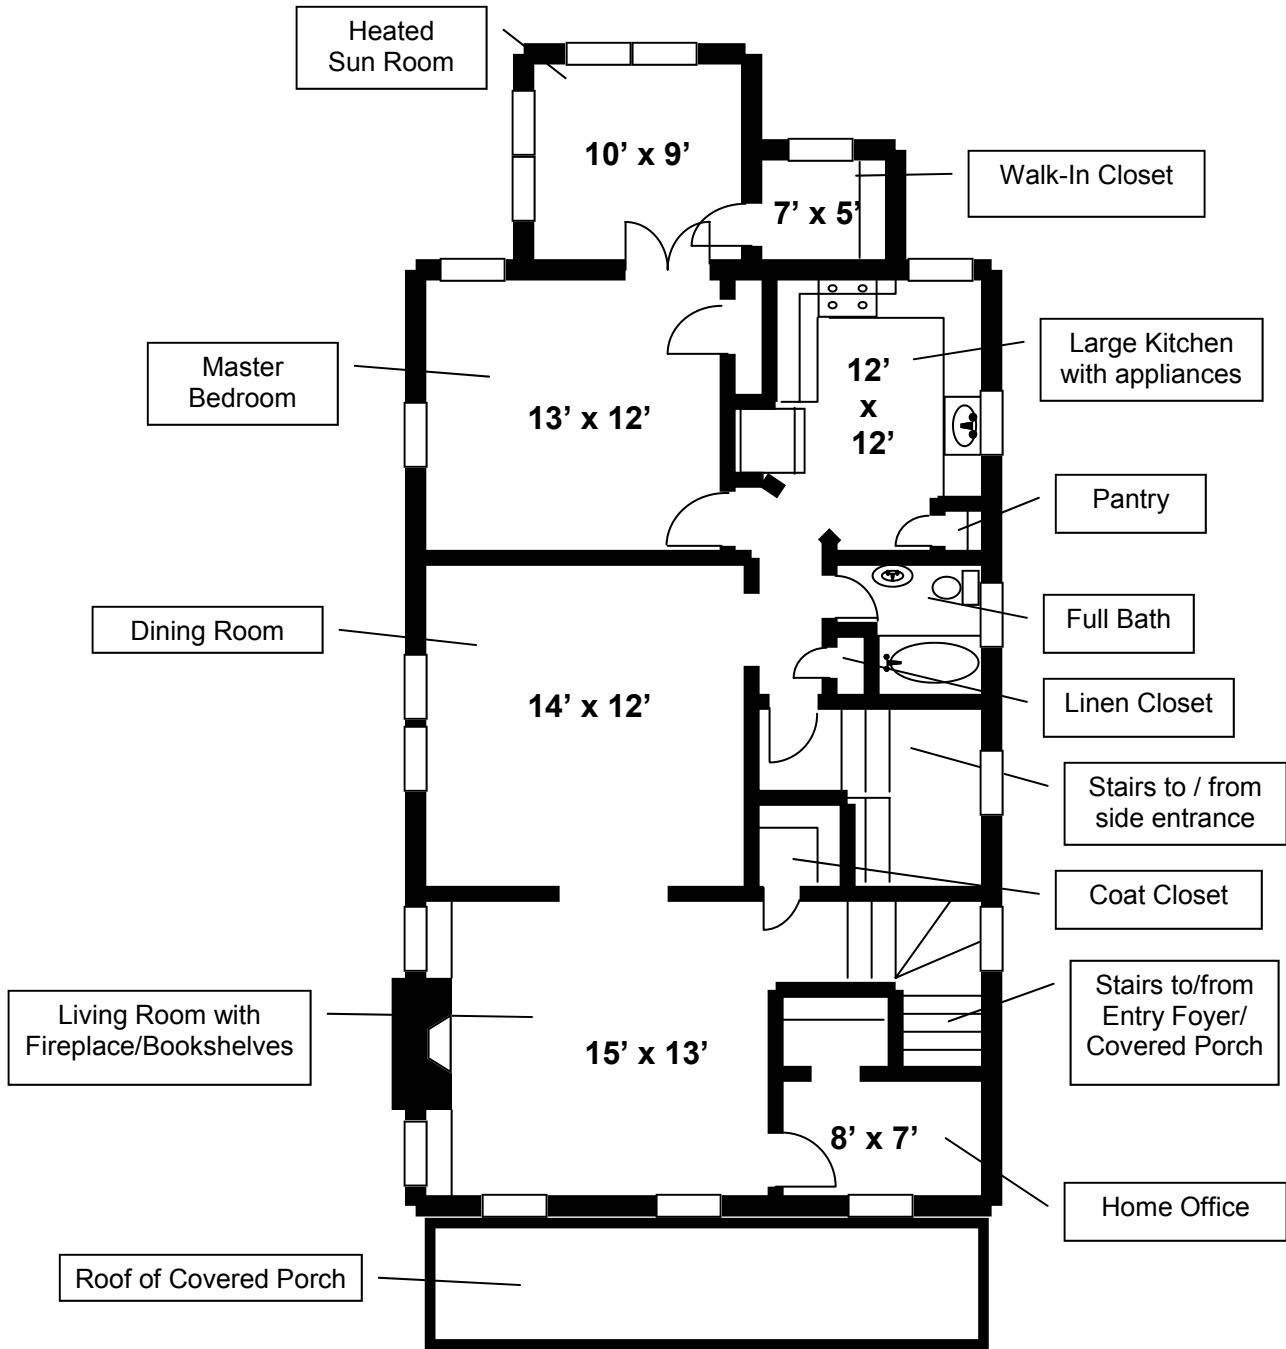 Heated
Sun Room
10’ x 9’
Walk-In Closet
7’ x 5’
Master
Bedroom
13’ x 12’
Large Kitchen
with appliances
12’
x
12’
Pantry
Dining Room
Full Bath
14’ x 12’
Linen Closet
Stairs to / from
side entrance
Coat Closet
Living Room with
Fireplace/Bookshelves
15’ x 13’
Stairs to/from
Entry Foyer/
Covered Porch
8’ x 7’
Home Office
Roof of Covered Porch